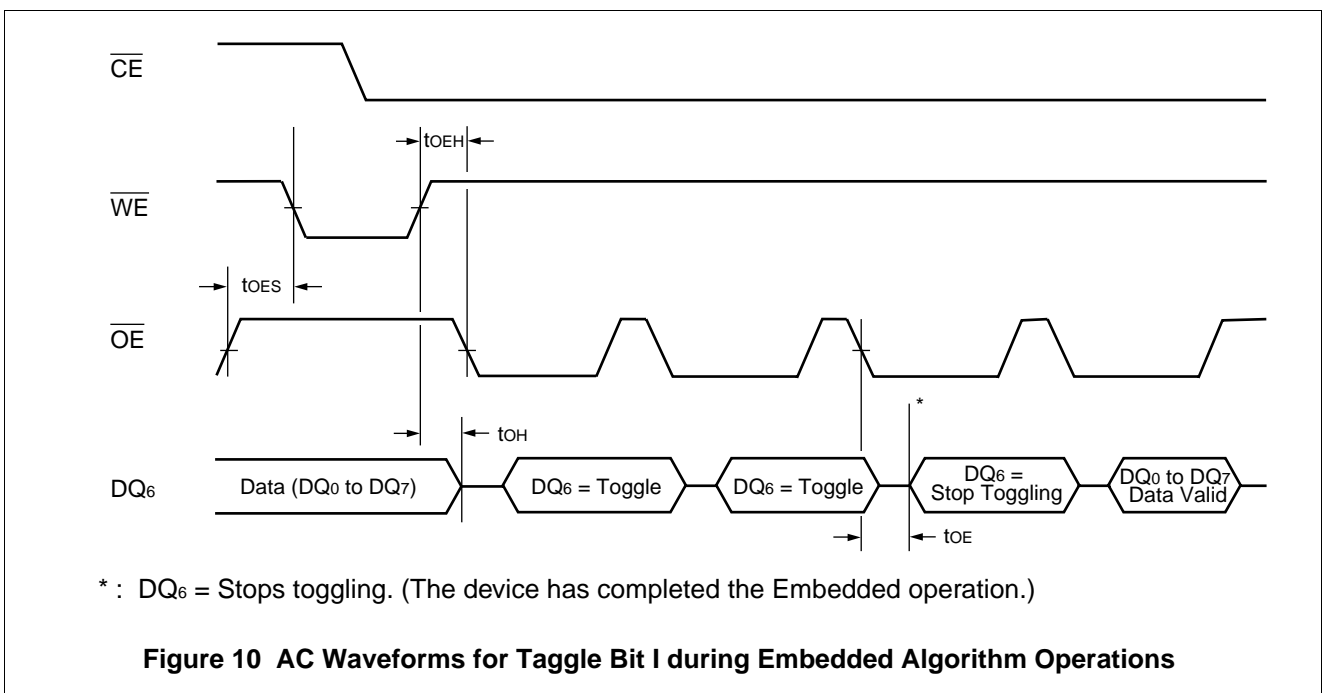 CE
tOEH
WE
tOES
OE
*
tOH
DQ6
Data (DQ0 to DQ7)
DQ6 = Toggle
DQ6 = Toggle
DQ6 =
Stop Toggling
DQ0 to DQ7
Data Valid
tOE
* : DQ6 = Stops toggling. (The device has completed the Embedded operation.)
Figure 10 AC Waveforms for Taggle Bit I during Embedded Algorithm Operations